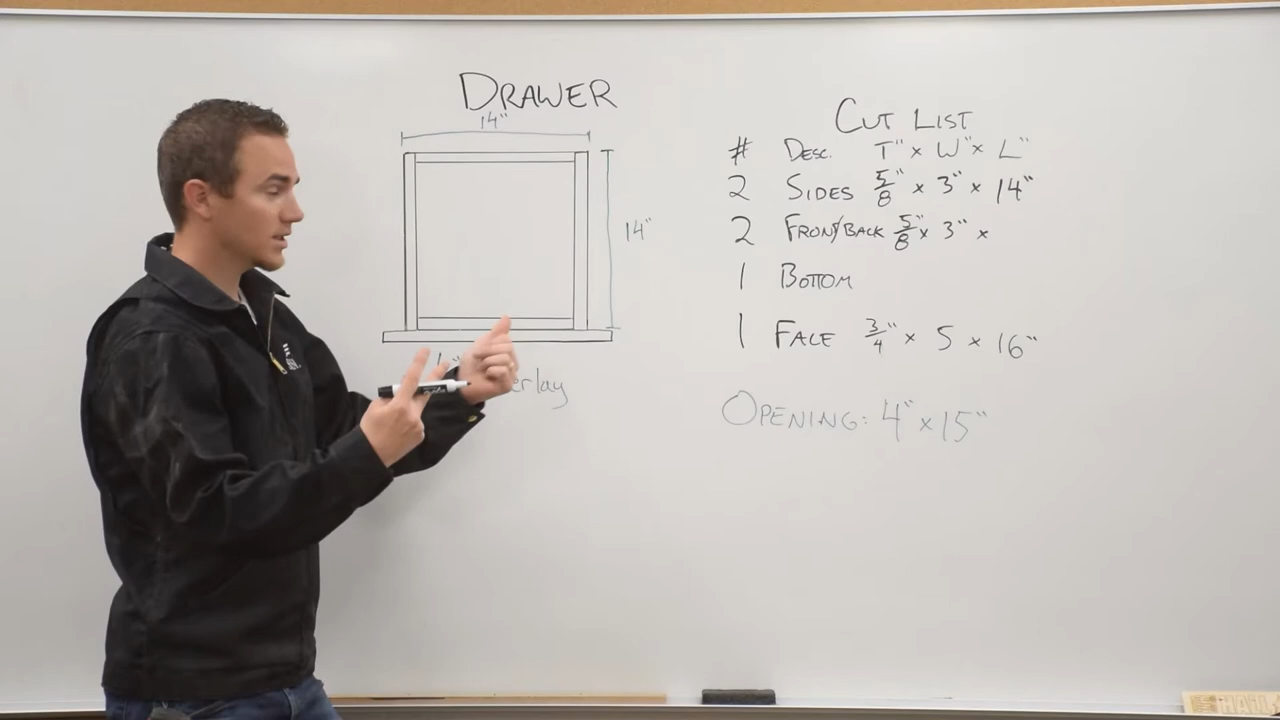 DRAWER
14"
14"
erlay
CUT LIST
# DESC. T" x W" x L"
2 SIDES 5/8" x 3" x 14"
2 FRONT/BACK 5/8" x 3" x
1 BOTTOM
1 FACE 3/4" x 5 x 16"
OPENING: 4" x 15"